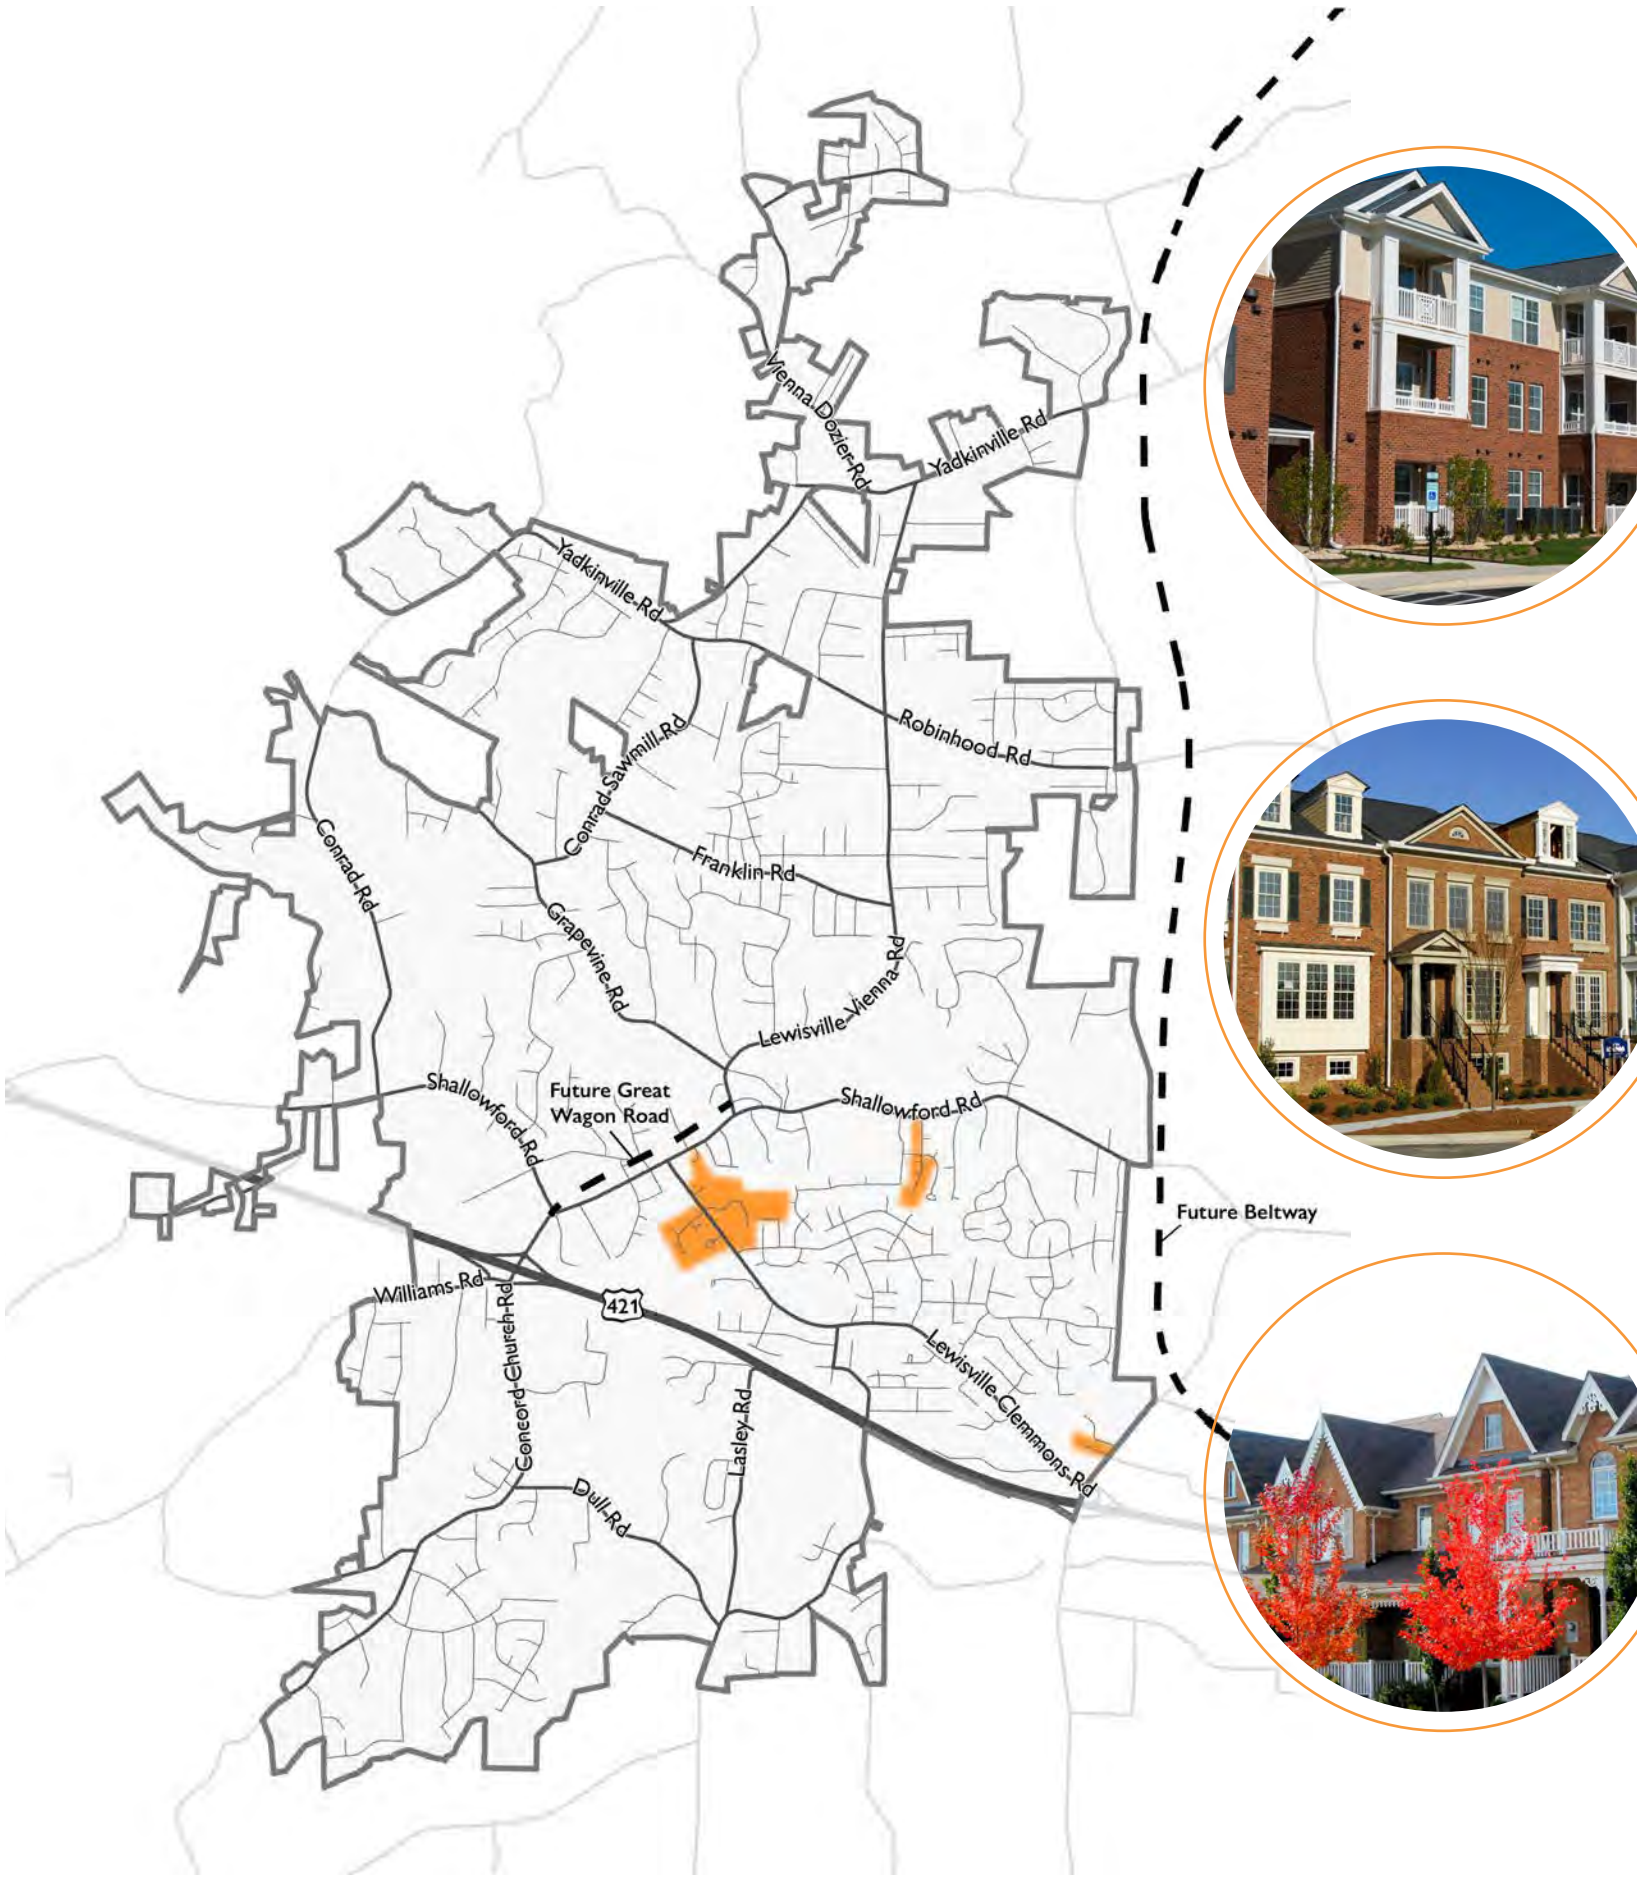 Vienna Dozier Rd
Yadkinville Rd
Yadkinville Rd
Robinhood Rd
Conrad Sawmill Rd
Conrad Rd
Franklin Rd
Grapevine Rd
Lewisville Vienna Rd
Shallowford Rd
Future Great
Wagon Road
Shallowford Rd
Future Beltway
Williams Rd
421
Concord Church Rd
Lewisville Clemmons Rd
Lasley Rd
Dull Rd